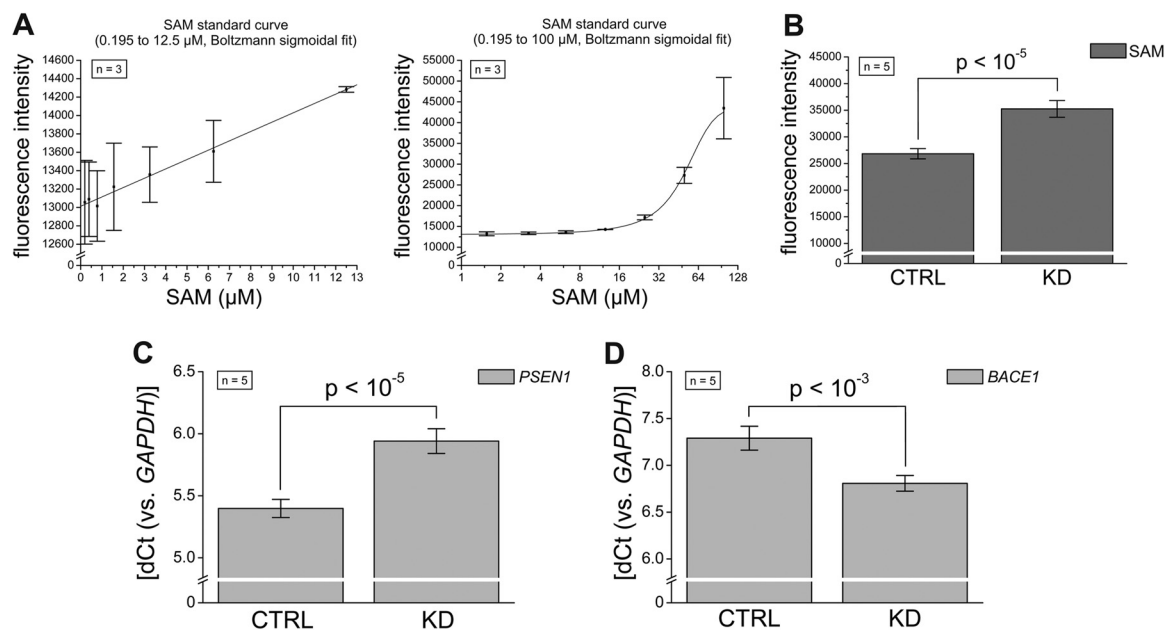 A
SAM standard curve
(0.195 to 12.5 µM, Boltzmann sigmoidal fit)
n = 3
fluorescence intensity
14600
14400
14200
14000
13800
13600
13400
13200
13000
12800
12600
0
0 1 2 3 4 5 6 7 8 9 10 11 12 13
SAM (µM)
SAM standard curve
(0.195 to 100 µM, Boltzmann sigmoidal fit)
n = 3
fluorescence intensity
55000
50000
45000
40000
35000
30000
25000
20000
15000
10000
0
1 2 4 8 16 32 64 128
SAM (µM)
B
n = 5
p < 10-5
SAM
fluorescence intensity
45000
40000
35000
30000
25000
20000
15000
10000
0
CTRL KD
C
n = 5
p < 10-5
PSEN1
[dCt (vs. GAPDH)]
6.5
6.0
5.5
5.0
0
CTRL KD
D
n = 5
p < 10-3
BACE1
[dCt (vs. GAPDH)]
8.0
7.5
7.0
6.5
6.0
0
CTRL KD